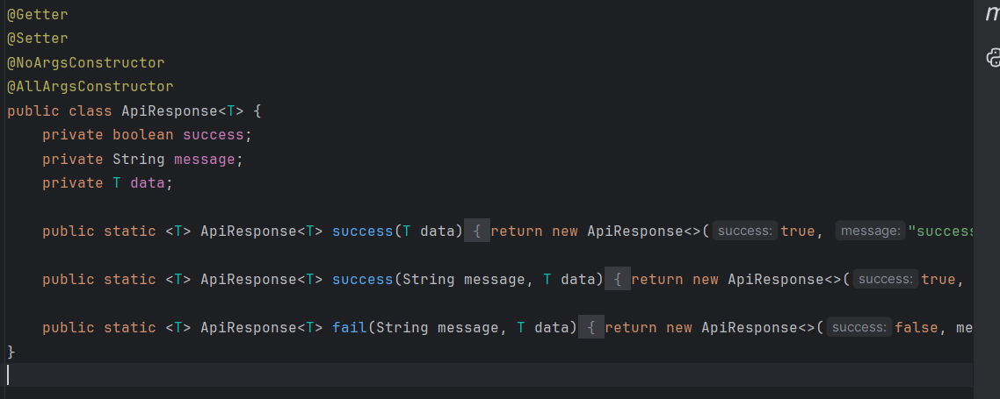 @Getter
@Setter
@NoArgsConstructor
@AllArgsConstructor
public class ApiResponse<T> {
    private boolean success;
    private String message;
    private T data;
    public static <T> ApiResponse<T> success(T data) { return new ApiResponse<>( success: true, message: "success
    public static <T> ApiResponse<T> success(String message, T data) { return new ApiResponse<>( success: true,
    public static <T> ApiResponse<T> fail(String message, T data) { return new ApiResponse<>( success: false, me
}